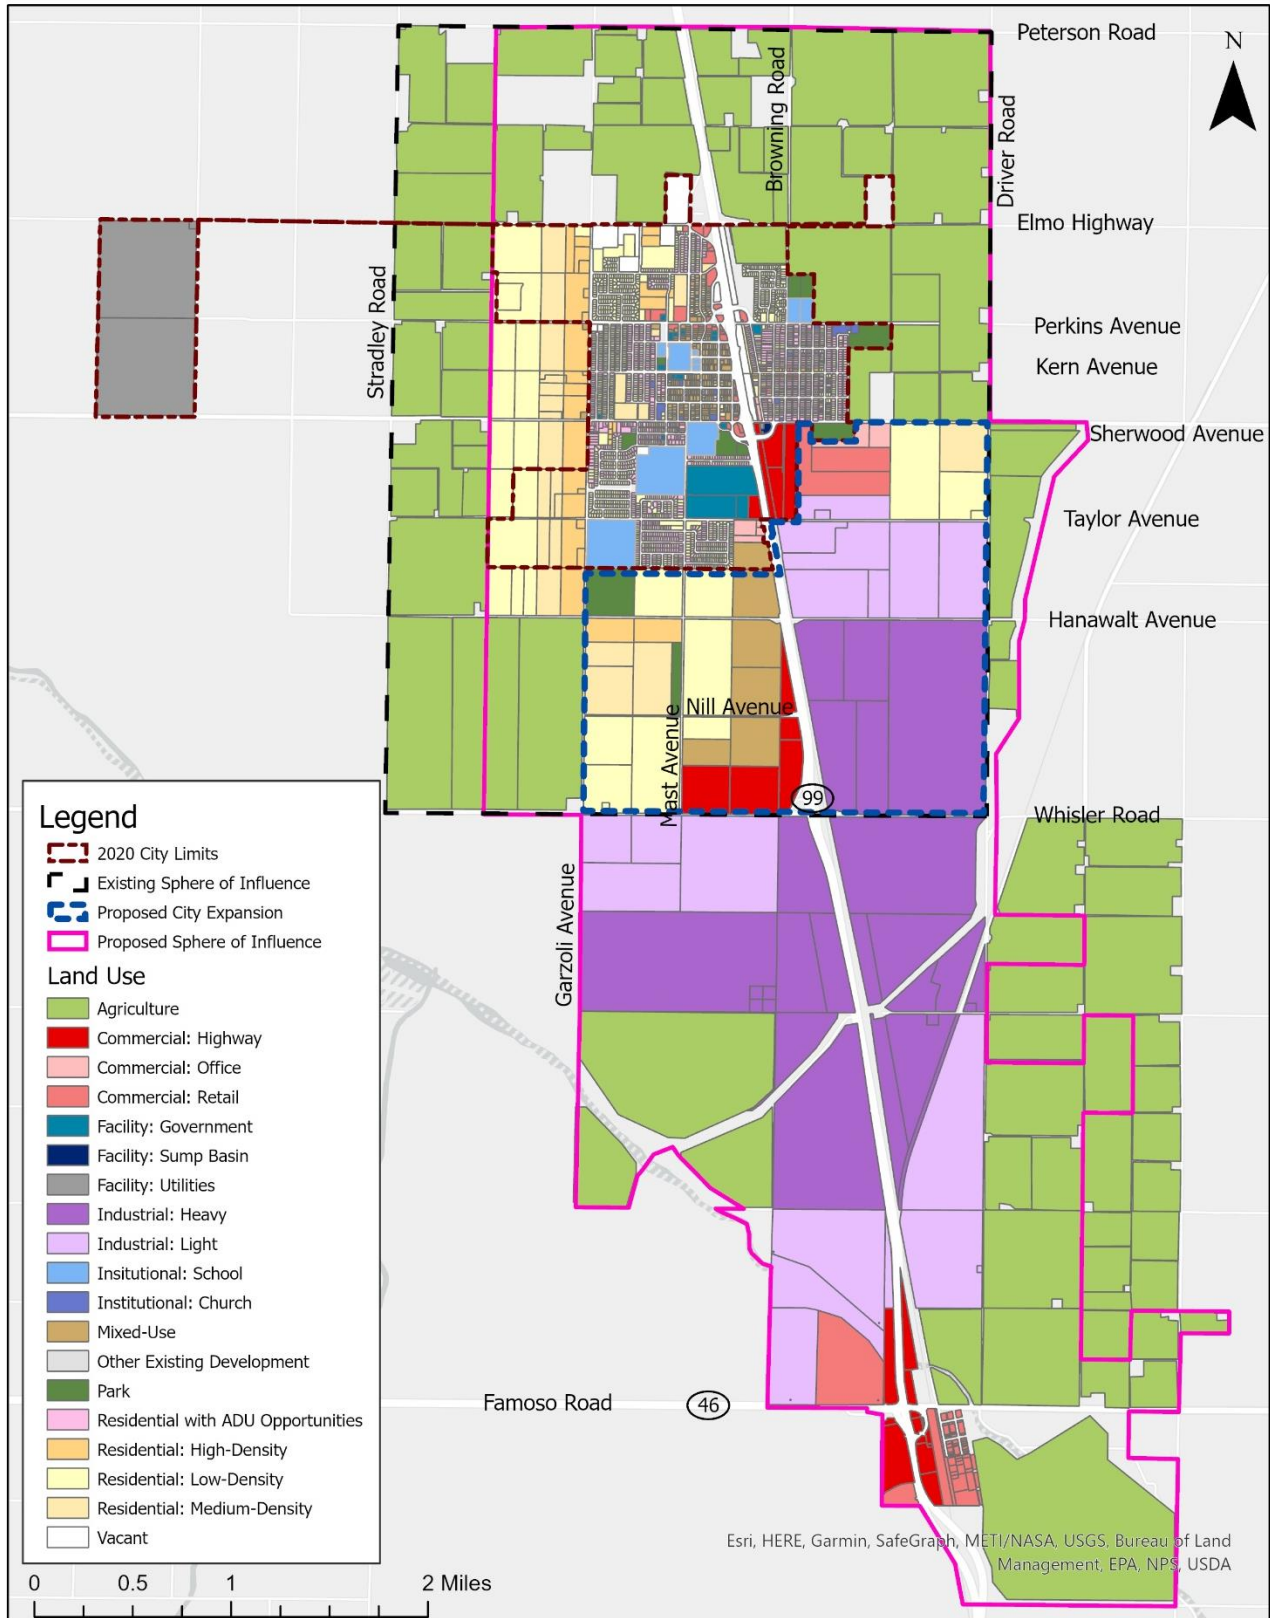 Peterson Road
N
Browning Road
Driver Road
Elmo Highway
Stradley Road
Perkins Avenue
Kern Avenue
Sherwood Avenue
Taylor Avenue
Hanawalt Avenue
Nill Avenue
Mast Avenue
99
Whisler Road
Garzoli Avenue
Legend
2020 City Limits
Existing Sphere of Influence
Proposed City Expansion
Proposed Sphere of Influence
Land Use
Agriculture
Commercial: Highway
Commercial: Office
Commercial: Retail
Facility: Government
Facility: Sump Basin
Facility: Utilities
Industrial: Heavy
Industrial: Light
Insitutional: School
Institutional: Church
Mixed-Use
Other Existing Development
Park
Residential with ADU Opportunities
Residential: High-Density
Residential: Low-Density
Residential: Medium-Density
Vacant
Famoso Road
46
Esri, HERE, Garmin, SafeGraph, METI/NASA, USGS, Bureau of Land
Management, EPA, NPS, USDA
0 0.5 1 2 Miles